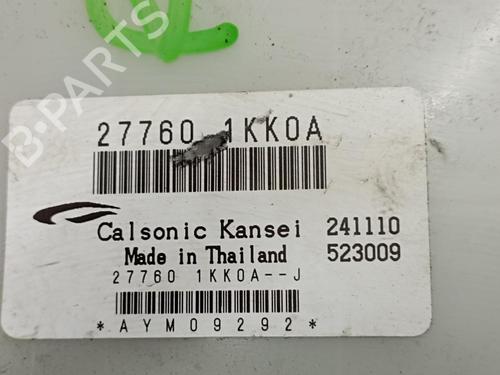 B-PARTS
27760 1KK0A
Calsonic Kansei 241110
Made in Thailand 523009
27760 1KK0A--J
*AYM09292*